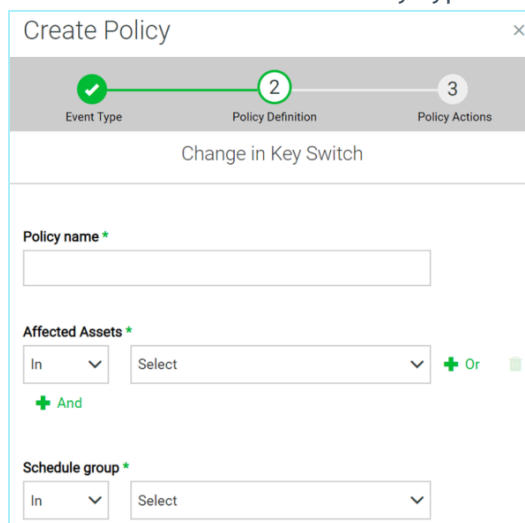 Create Policy ×
2 3
Event Type Policy Definition Policy Actions
Change in Key Switch
Policy name *
Affected Assets *
In Select + Or
+ And
Schedule group *
In Select